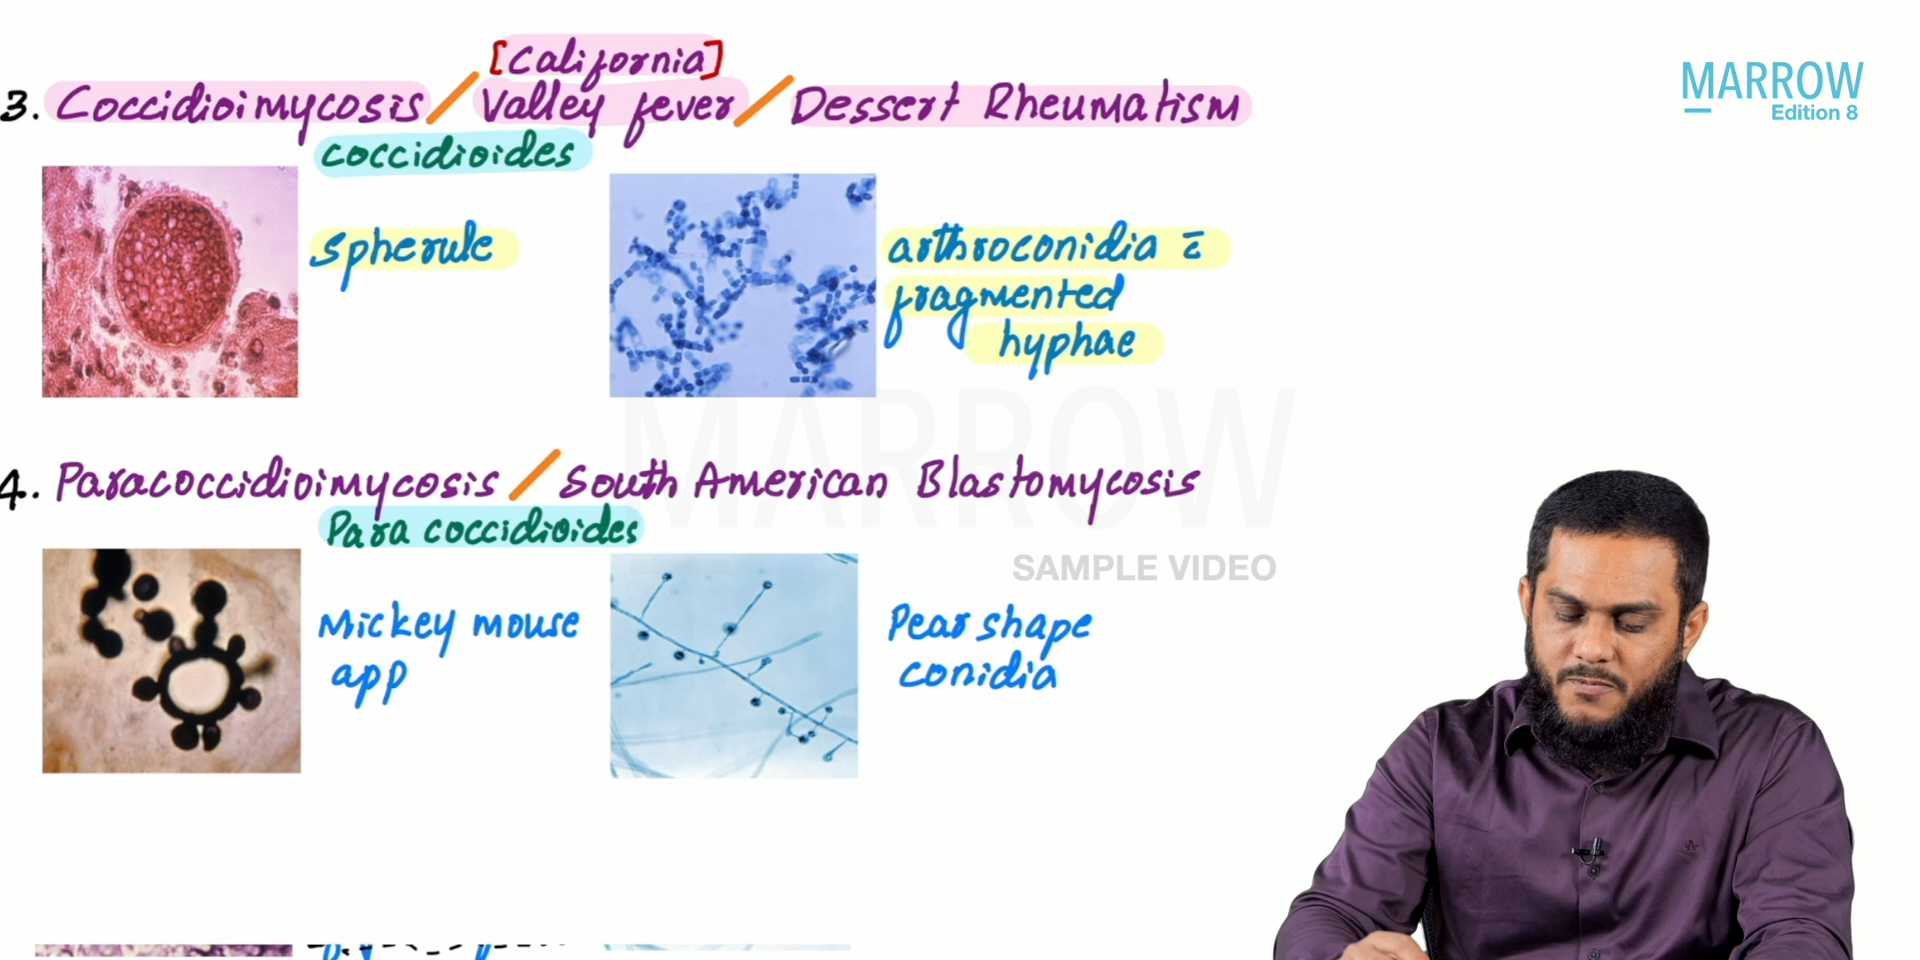 [California]
3. Coccidioimycosis / Valley fever / Dessert Rheumatism
coccidioides
spherule
arthroconidia c̄
fragmented
hyphae
4. Paracoccidioimycosis / South American Blastomycosis
Para coccidioides
Mickey mouse
app
Pear shape
conidia
MARROW
Edition 8
MARROW
SAMPLE VIDEO